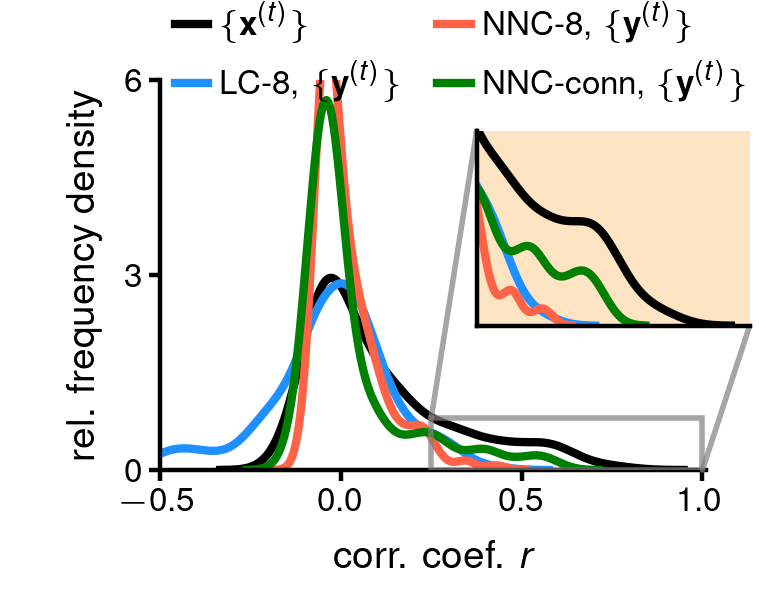 {x^(t)}
NNC-8, {y^(t)}
LC-8, {y^(t)}
NNC-conn, {y^(t)}
rel. frequency density
6
3
0
−0.5
0.0
0.5
1.0
corr. coef. r